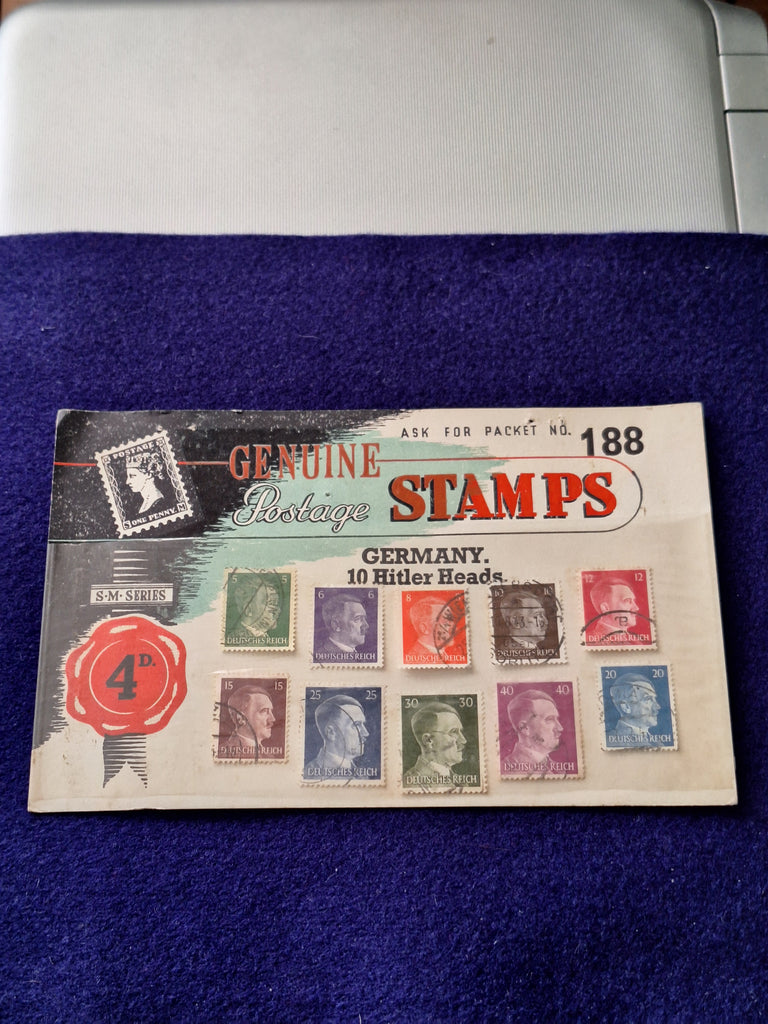 ASK FOR PACKET NO. 188
POSTAGE
ONE PENNY
GENUINE
Postage STAMPS
GERMANY.
10 Hitler Heads.
S·M· SERIES
4D.
5 5
DEUTSCHES REICH
6 6
DEUTSCHES REICH
8
DEUTSCHES REICH
10 10
DEUTSCHES REICH
12 12
DEUTSCHES REICH
15 15
DEUTSCHES REICH
25 25
DEUTSCHES REICH
30 30
DEUTSCHES REICH
40 40
DEUTSCHES REICH
20 20
DEUTSCHES REICH